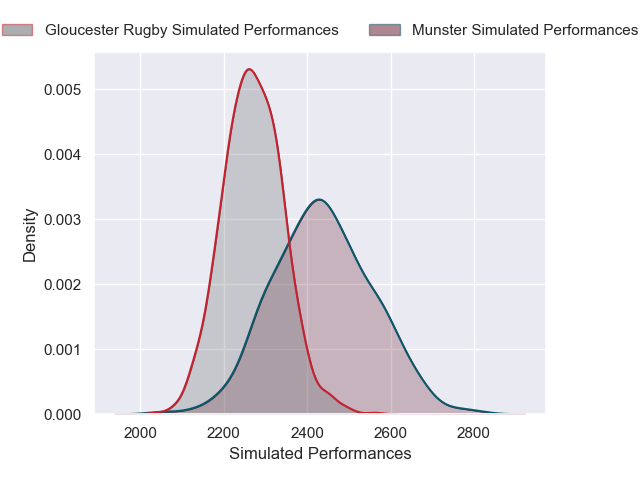 Gloucester Rugby Simulated Performances
Munster Simulated Performances
0.005
0.004
0.003
0.002
0.001
0.000
Density
2000
2200
2400
2600
2800
Simulated Performances